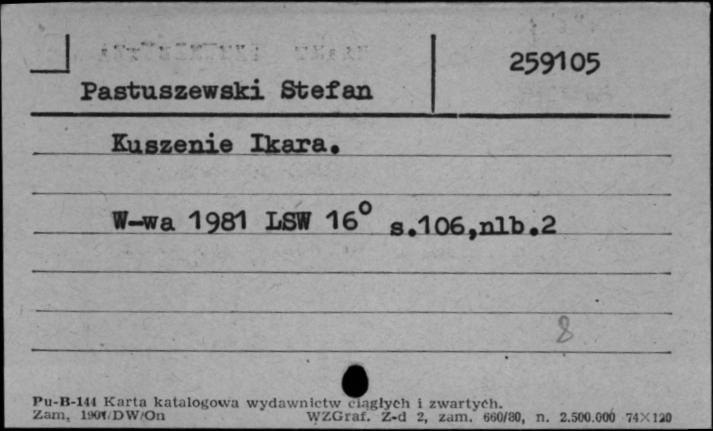 259105
Pastuszewski Stefan
Kuszenie Ikara.
W-wa 1981 LSW 16° s.106,nlb.2
8
Pu-B-144 Karta katalogowa wydawnictw ciągłych i zwartych.
Zam. DW/On WZGraf. Z-d 2, zam. 660/80, n. 2.500.000 74×120